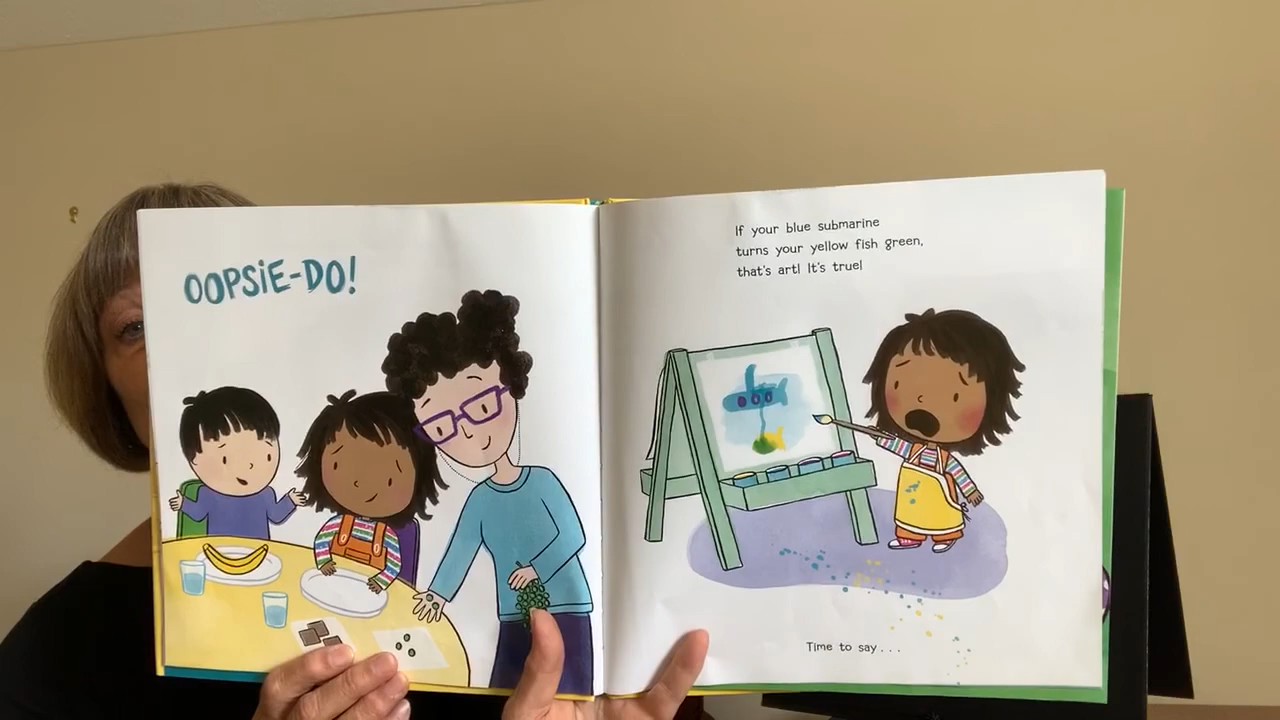 OOPSiE-DO!
If your blue submarine
turns your yellow fish green,
that's art! It's true!
Time to say . . .